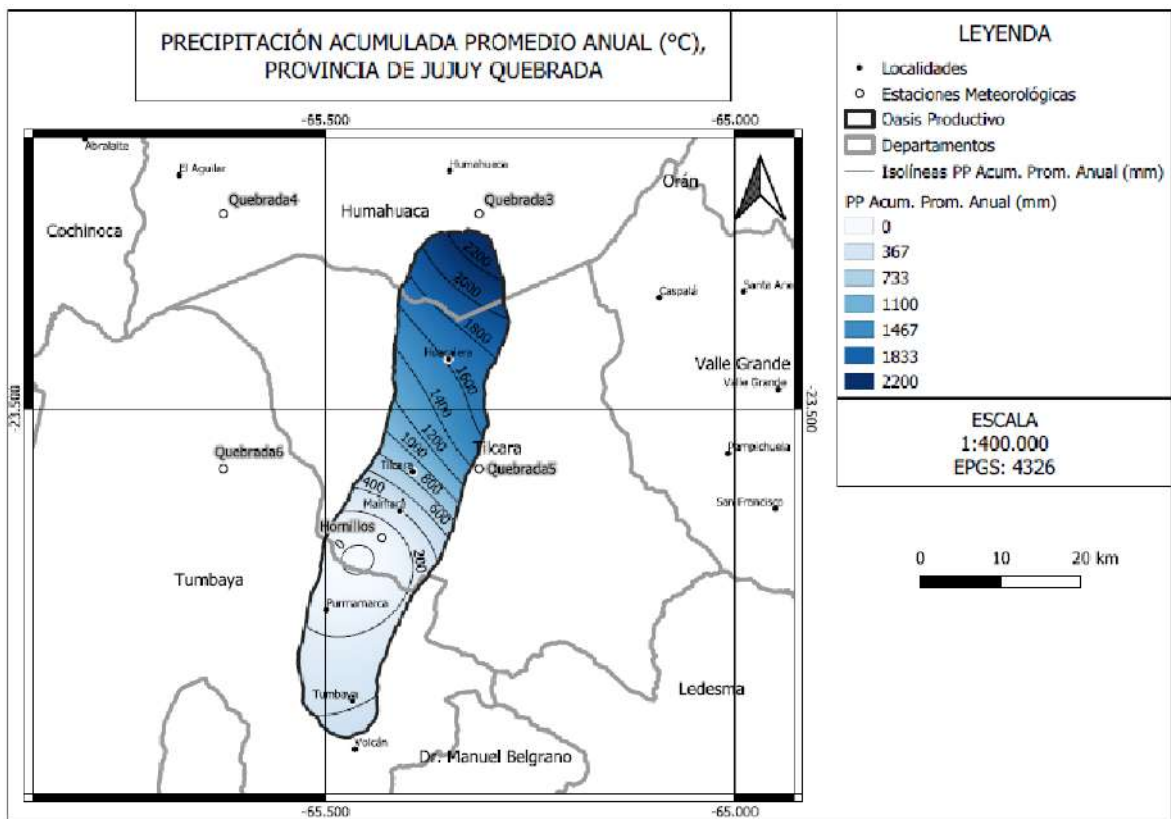 PRECIPITACIÓN ACUMULADA PROMEDIO ANUAL (°C),
PROVINCIA DE JUJUY QUEBRADA
-65.500
-65.000
Abralaite
El Aguilar
Humahuaca
Orán
Quebrada4
Quebrada3
Humahuaca
Cochinoca
2200
2000
Caspalá
Santa Ane
1800
Huacalera
1600
Valle Grande
Valle Grande
-23.500
-23.500
1400
1200
1000
Tilcara
Quebrada6
Tilcara
800
Quebrada5
Pampichuela
400
600
Maimará
San Francisco
Hornillos
200
Tumbaya
Purmamarca
Tumbaya
Ledesma
Volcán
Dr. Manuel Belgrano
-65.500
-65.000
LEYENDA
Localidades
Estaciones Meteorológicas
Oasis Productivo
Departamentos
Isolíneas PP Acum. Prom. Anual (mm)
PP Acum. Prom. Anual (mm)
0
367
733
1100
1467
1833
2200
ESCALA
1:400.000
EPGS: 4326
0 10 20 km